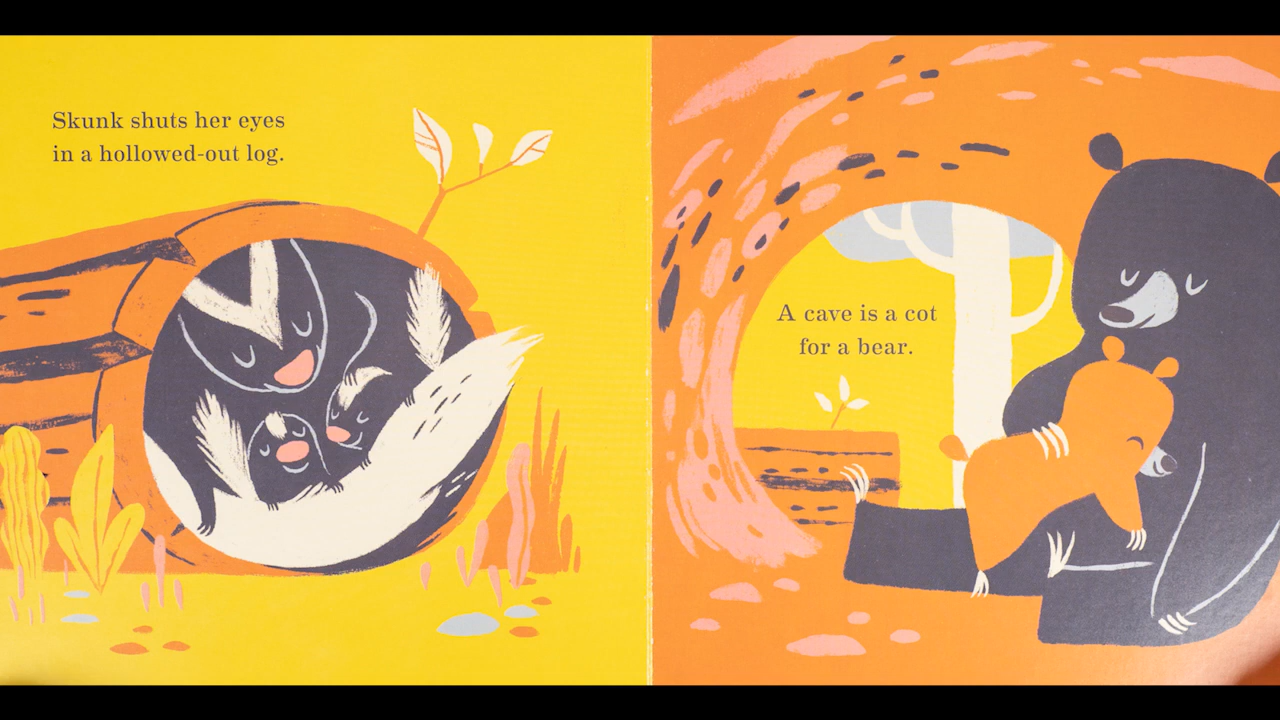 Skunk shuts her eyes
in a hollowed-out log.
A cave is a cot
for a bear.